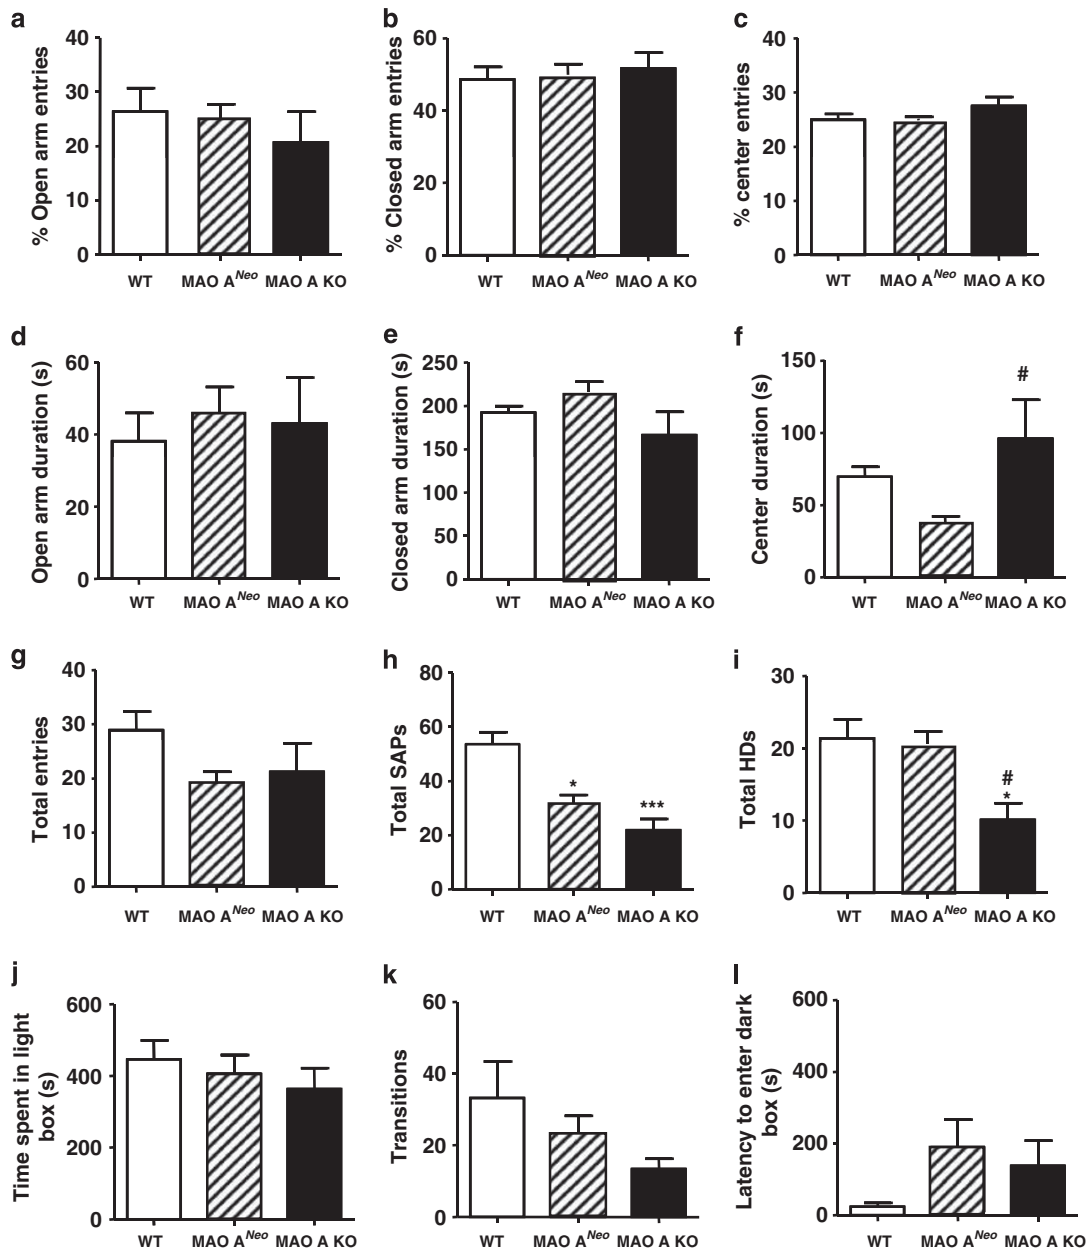 a
% Open arm entries
40
30
20
10
0
WT MAO A^Neo MAO A KO
b
% Closed arm entries
60
40
20
0
WT MAO A^Neo MAO A KO
c
% center entries
40
30
20
10
0
WT MAO A^Neo MAO A KO
d
Open arm duration (s)
60
40
20
0
WT MAO A^Neo MAO A KO
e
Closed arm duration (s)
250
200
150
100
50
0
WT MAO A^Neo MAO A KO
f
Center duration (s)
150
100
50
0
#
WT MAO A^Neo MAO A KO
g
Total entries
40
30
20
10
0
WT MAO A^Neo MAO A KO
h
Total SAPs
80
60
40
20
0
*
***
WT MAO A^Neo MAO A KO
i
Total HDs
30
20
10
0
#
*
WT MAO A^Neo MAO A KO
j
Time spent in light
box (s)
600
400
200
0
WT MAO A^Neo MAO A KO
k
Transitions
60
40
20
0
WT MAO A^Neo MAO A KO
l
Latency to enter dark
box (s)
600
400
200
0
WT MAO A^Neo MAO A KO